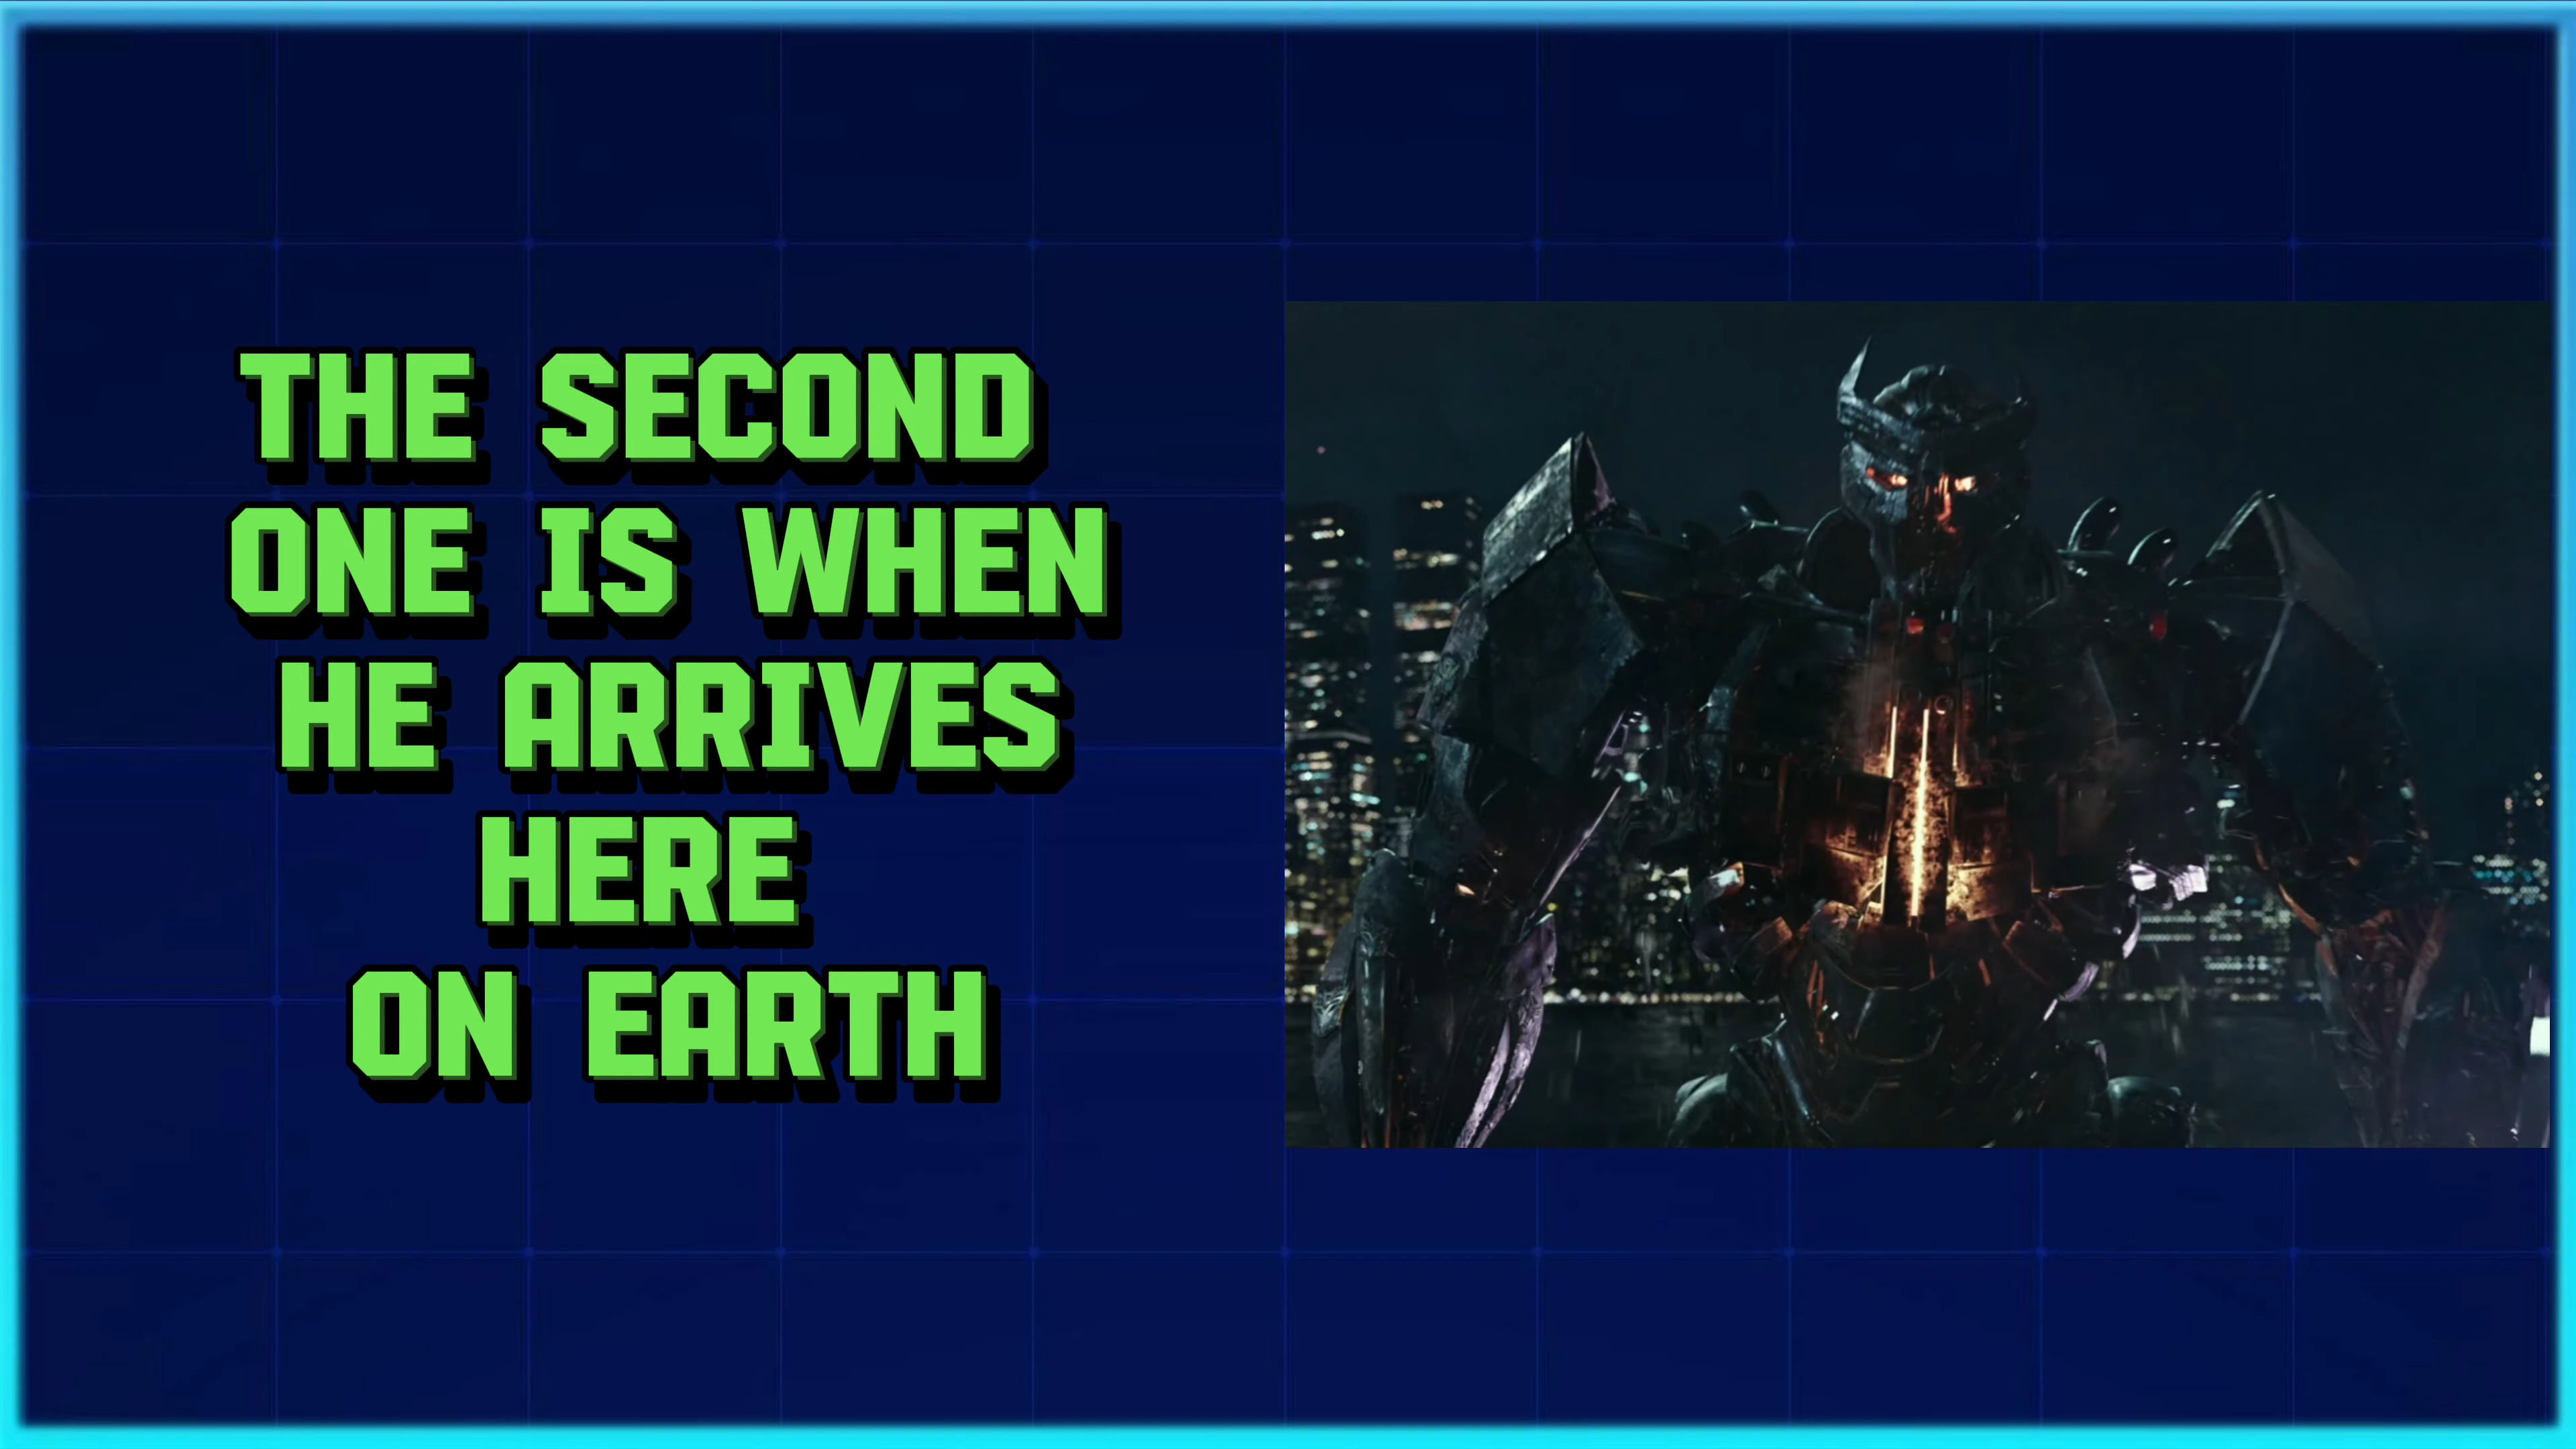 THE SECOND
ONE IS WHEN
HE ARRIVES
HERE
ON EARTH